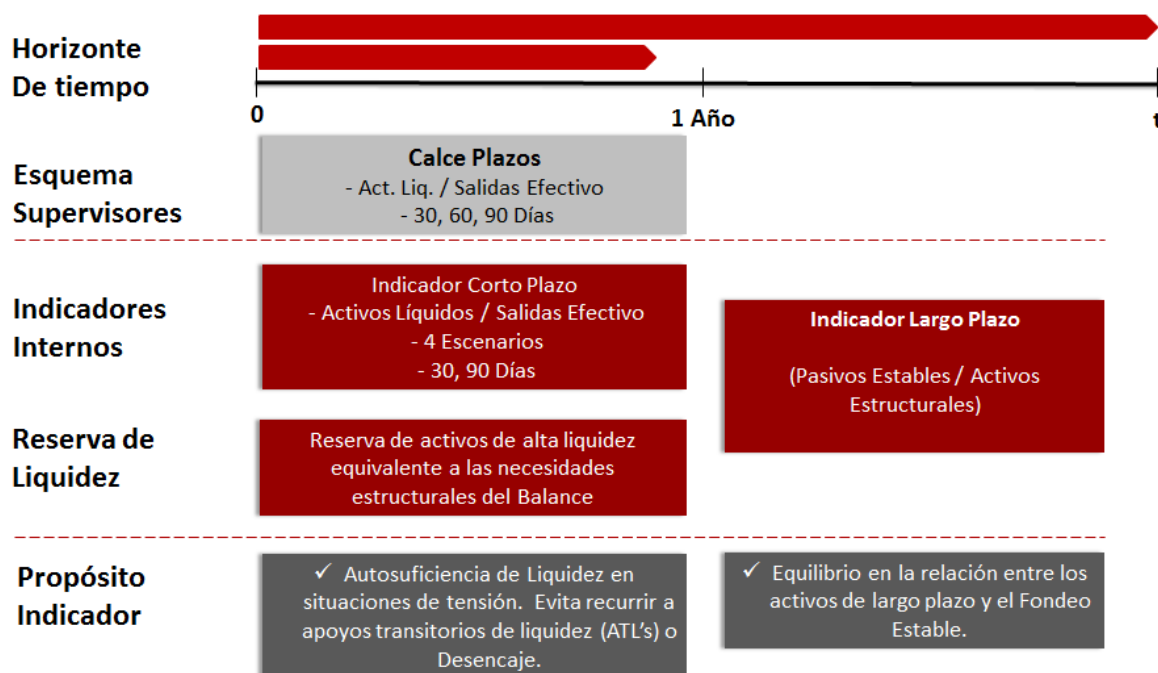 Horizonte
De tiempo
0
1 Año
t
Esquema
Supervisores
Calce Plazos
- Act. Liq. / Salidas Efectivo
- 30, 60, 90 Días
Indicadores
Internos
Indicador Corto Plazo
- Activos Líquidos / Salidas Efectivo
- 4 Escenarios
- 30, 90 Días
Indicador Largo Plazo
(Pasivos Estables / Activos
Estructurales)
Reserva de
Liquidez
Reserva de activos de alta liquidez
equivalente a las necesidades
estructurales del Balance
Propósito
Indicador
✓ Autosuficiencia de Liquidez en
situaciones de tensión. Evita recurrir a
apoyos transitorios de liquidez (ATL’s) o
Desencaje.
✓ Equilibrio en la relación entre los
activos de largo plazo y el Fondeo
Estable.